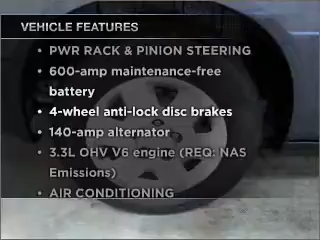 VEHICLE FEATURES
• PWR RACK & PINION STEERING
• 600-amp maintenance-free
battery
• 4-wheel anti-lock disc brakes
• 140-amp alternator
• 3.3L OHV V6 engine (REQ: NAS
Emissions)
• AIR CONDITIONING